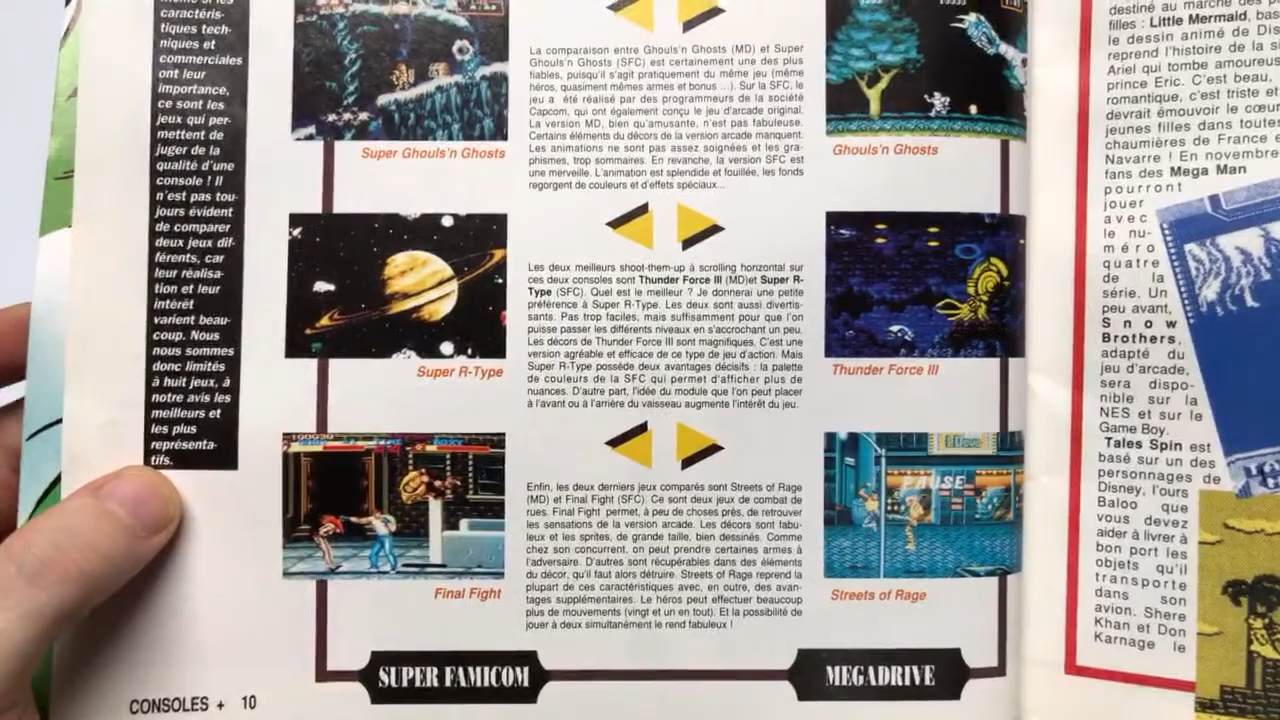 même si les
caractéris-
tiques tech-
niques et
commerciales
ont leur
importance,
ce sont les
jeux qui per-
mettent de
juger de la
qualité d'une
console ! Il
n'est pas tou-
jours évident
de comparer
deux jeux dif-
férents, car
leur réalisa-
tion et leur
intérêt
varient beau-
coup. Nous
nous sommes
donc limités
à huit jeux, à
notre avis les
meilleurs et
les plus
représenta-
tifs.
Super Ghoul'n Ghosts
La comparaison entre Ghouls'n Ghosts (MD) et Super
Ghouls'n Ghosts (SFC) est certainement une des plus
fiables, puisqu'il s'agit pratiquement du même jeu (même
héros, quasiment mêmes armes et bonus ...). Sur la SFC, le
jeu a été réalisé par des programmeurs de la société
Capcom, qui ont également conçu le jeu d'arcade original.
La version MD, bien qu'amusante, n'est pas fabuleuse.
Certains éléments du décors de la version arcade manquent.
Les animations ne sont pas assez soignées et les gra-
phismes, trop sommaires. En revanche, la version SFC est
une merveille. L'animation est splendide et fouillée, les fonds
regorgent de couleurs et d'effets spéciaux...
Ghoul's'n Ghosts
Super R-Type
Les deux meilleurs shoot-them-up à scrolling horizontal sur
ces deux consoles sont Thunder Force III (MD)et Super R-
Type (SFC). Quel est le meilleur ? Je donnerai une petite
préférence à Super R-Type. Les deux sont aussi divertis-
sants. Pas trop faciles, mais suffisamment pour que l'on
puisse passer les différents niveaux en s'accrochant un peu.
Les décors de Thunder Force III sont magnifiques. C'est une
version agréable et efficace de ce type de jeu d'action. Mais
Super R-Type possède deux avantages décisifs : la palette
de couleurs de la SFC qui permet d'afficher plus de
nuances. D'autre part, l'idée du module que l'on peut placer
à l'avant ou à l'arrière du vaisseau augmente l'intérêt du jeu.
Thunder Force III
Final Fight
Enfin, les deux derniers jeux comparés sont Streets of Rage
(MD) et Final Fight (SFC). Ce sont deux jeux de combat de
rues. Final Fight permet, à peu de choses près, de retrouver
les sensations de la version arcade. Les décors sont fabu-
leux et les sprites, de grande taille, bien dessinés. Comme
chez son concurrent, on peut prendre certaines armes à
l'adversaire. D'autres sont récupérables dans des éléments
du décor, qu'il faut alors détruire. Streets of Rage reprend la
plupart de ces caractéristiques avec, en outre, des avan-
tages supplémentaires. Le héros peut effectuer beaucoup
plus de mouvements (vingt et un en tout). Et la possibilité de
jouer à deux simultanément le rend fabuleux !
PAUSE
Streets of Rage
SUPER FAMICOM
MEGADRIVE
CONSOLES + 10
destiné au marché des
filles : Little Mermaid, bas
le dessin animé de Dis
reprend l'histoire de la s
Ariel qui tombe amoureus
prince Eric. C'est beau,
romantique, c'est triste et
devrait émouvoir le cœur
jeunes filles dans toutes
chaumières de France e
Navarre ! En novembre
fans des Mega Man
pourront
jouer
avec
le nu-
méro
quatre
de la
série. Un
peu avant,
Snow
Brothers,
adapté du
jeu d'arcade,
sera dispo-
nible sur la
NES et sur le
Game Boy.
Tales Spin est
basé sur un des
personnages de
Disney, l'ours
Baloo que
vous devez
aider à livrer à
bon port les
objets qu'il
transporte
dans son
avion. Shere
Khan et Don
Karnage le